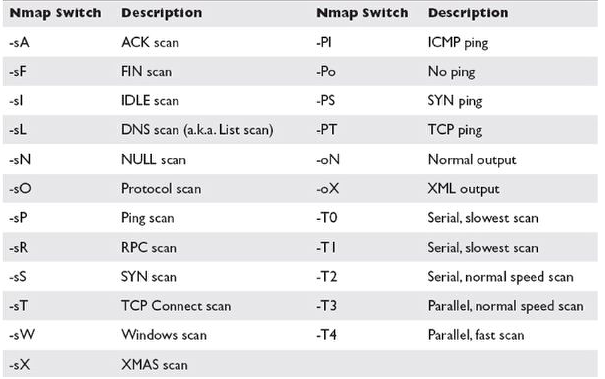 Nmap Switch Description Nmap Switch Description
-sA ACK scan -PI ICMP ping
-sF FIN scan -Po No ping
-sI IDLE scan -PS SYN ping
-sL DNS scan (a.k.a. List scan) -PT TCP ping
-sN NULL scan -oN Normal output
-sO Protocol scan -oX XML output
-sP Ping scan -T0 Serial, slowest scan
-sR RPC scan -T1 Serial, slowest scan
-sS SYN scan -T2 Serial, normal speed scan
-sT TCP Connect scan -T3 Parallel, normal speed scan
-sW Windows scan -T4 Parallel, fast scan
-sX XMAS scan